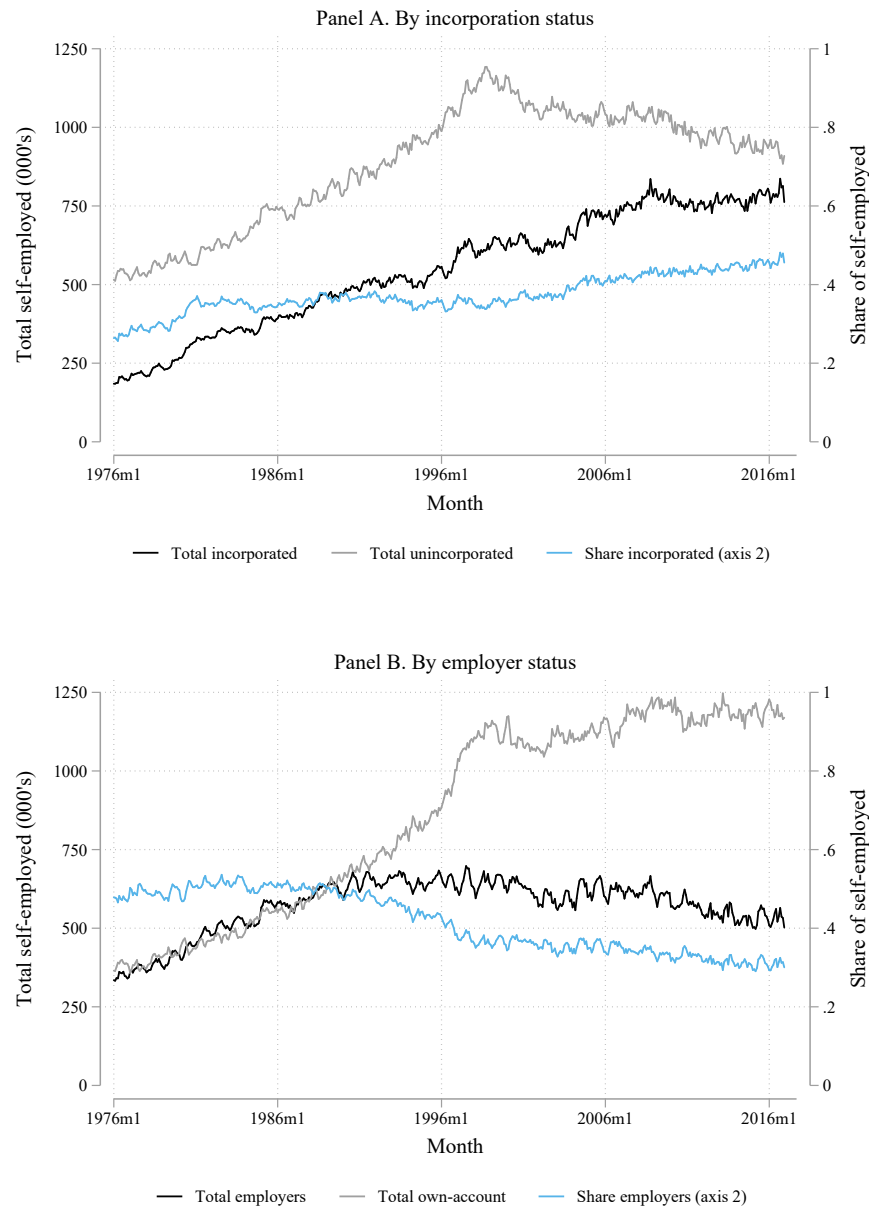 Panel A. By incorporation status
1250
1000
750
500
250
0
Total self-employed (000's)
1
.8
.6
.4
.2
0
Share of self-employed
1976m1 1986m1 1996m1 2006m1 2016m1
Month
Total incorporated Total unincorporated Share incorporated (axis 2)
Panel B. By employer status
1250
1000
750
500
250
0
Total self-employed (000's)
1
.8
.6
.4
.2
0
Share of self-employed
1976m1 1986m1 1996m1 2006m1 2016m1
Month
Total employers Total own-account Share employers (axis 2)